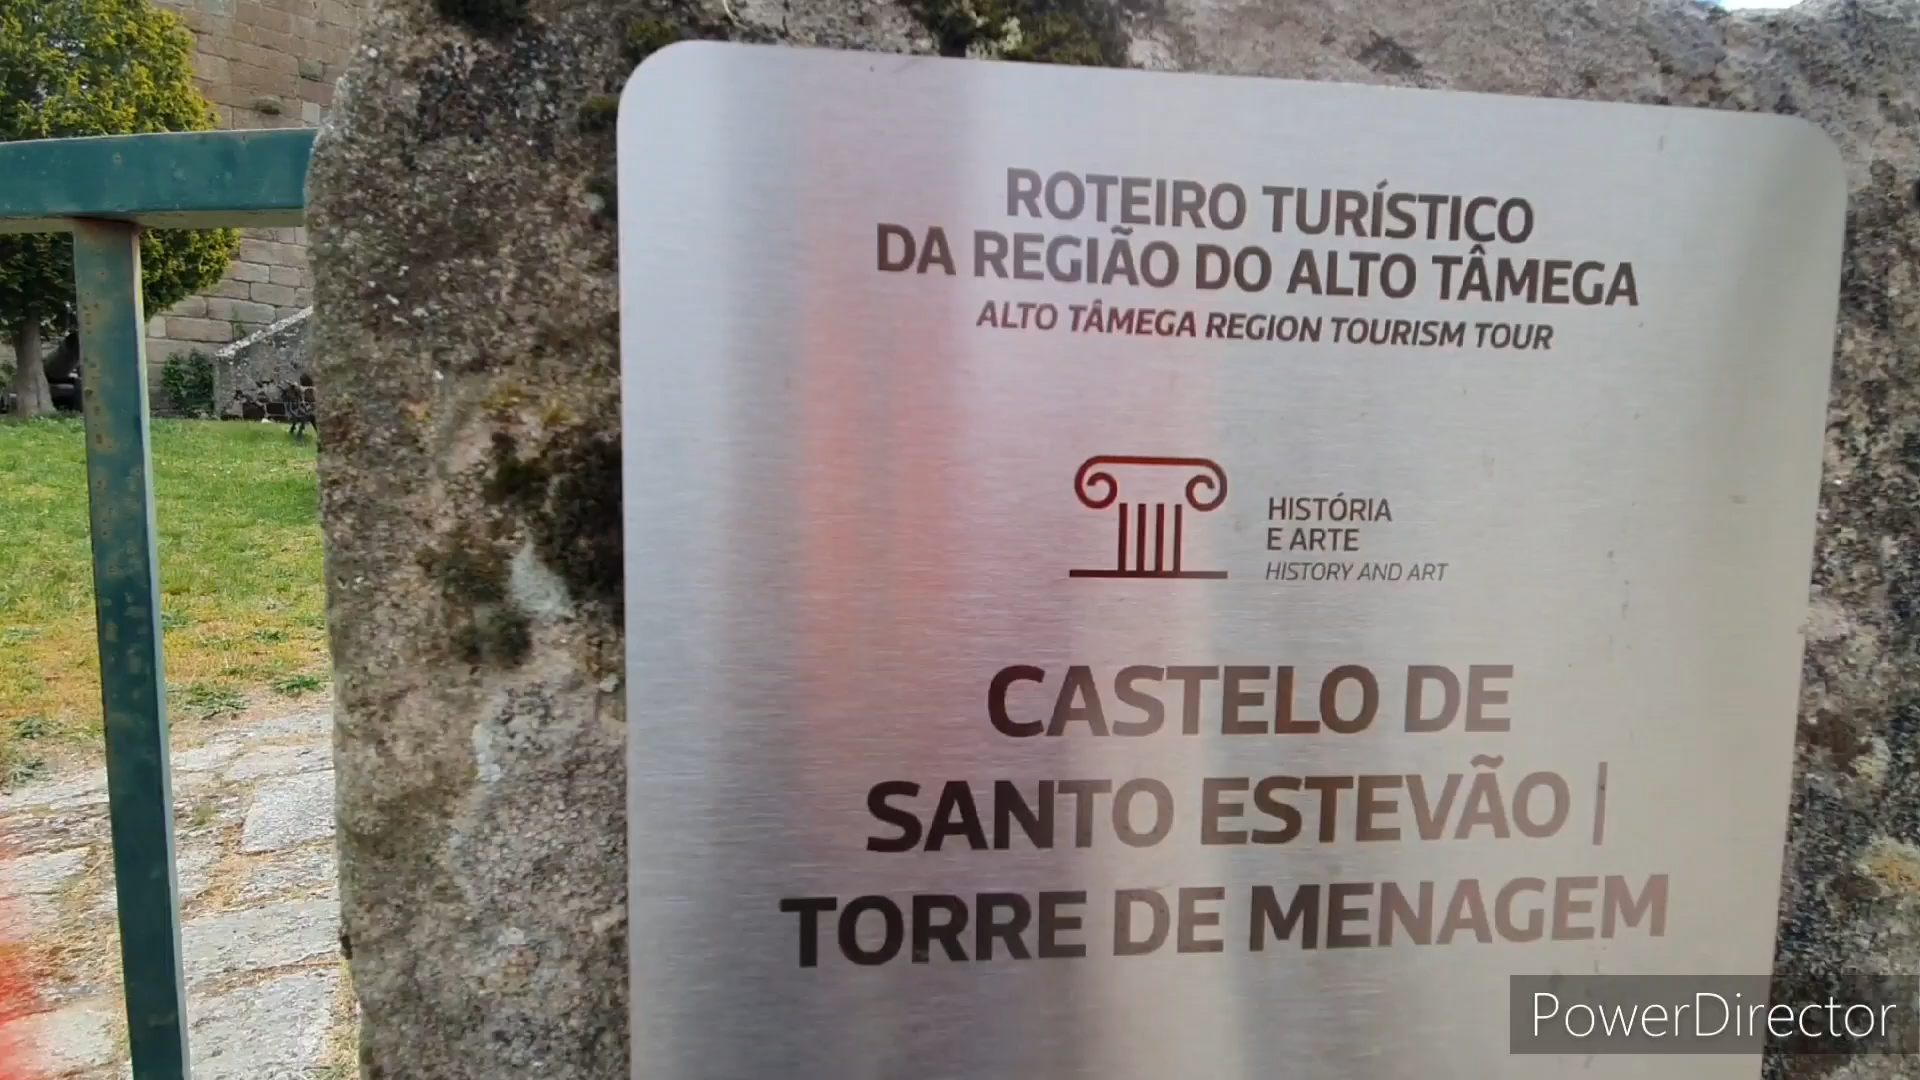 ROTEIRO TURÍSTICO
DA REGIÃO DO ALTO TÂMEGA
ALTO TÂMEGA REGION TOURISM TOUR
HISTÓRIA
E ARTE
HISTORY AND ART
CASTELO DE
SANTO ESTEVÃO |
TORRE DE MENAGEM
PowerDirector